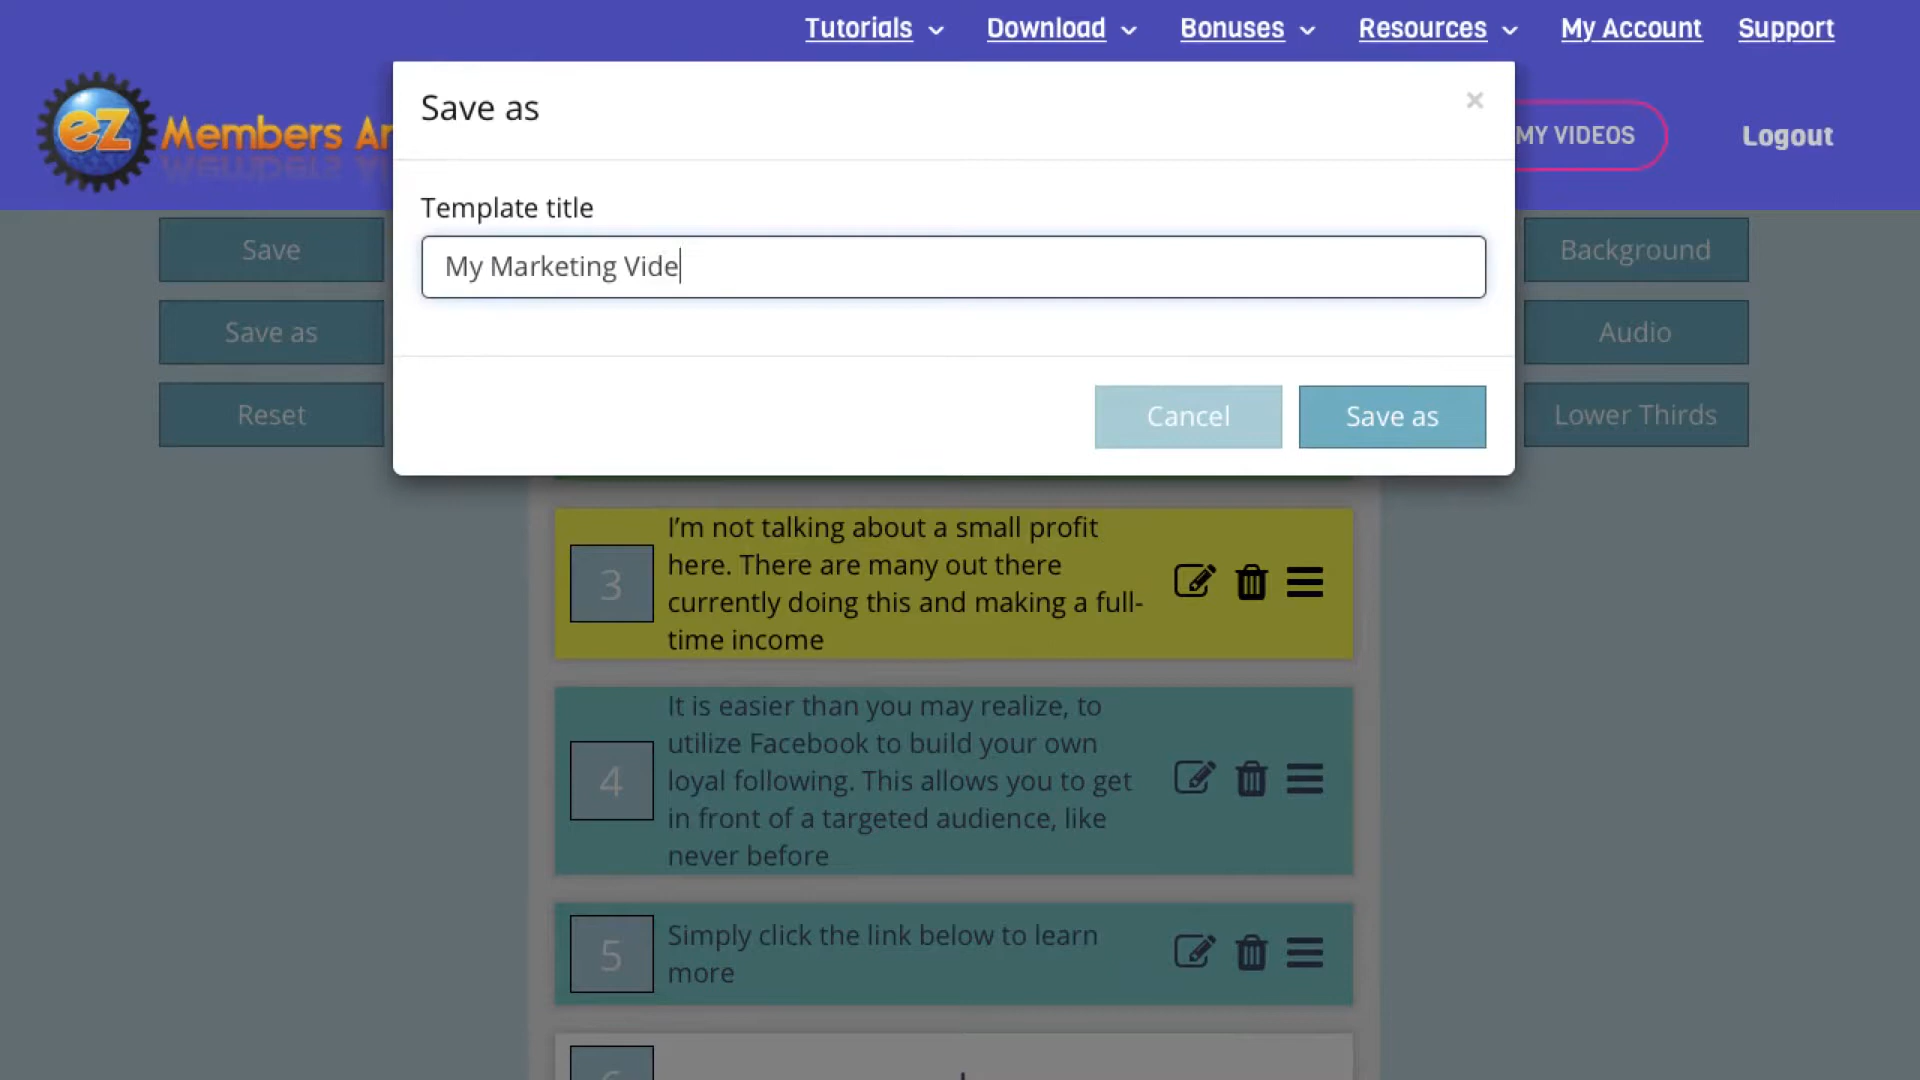 Tutorials Download Bonuses Resources My Account Support
eZ Members Ar
Save as ×
MY VIDEOS Logout
Template title
My Marketing Vide
Save
Background
Save as
Audio
Reset
Cancel Save as
Lower Thirds
3
I'm not talking about a small profit
here. There are many out there
currently doing this and making a full-
time income
4
It is easier than you may realize, to
utilize Facebook to build your own
loyal following. This allows you to get
in front of a targeted audience, like
never before
5
Simply click the link below to learn
more